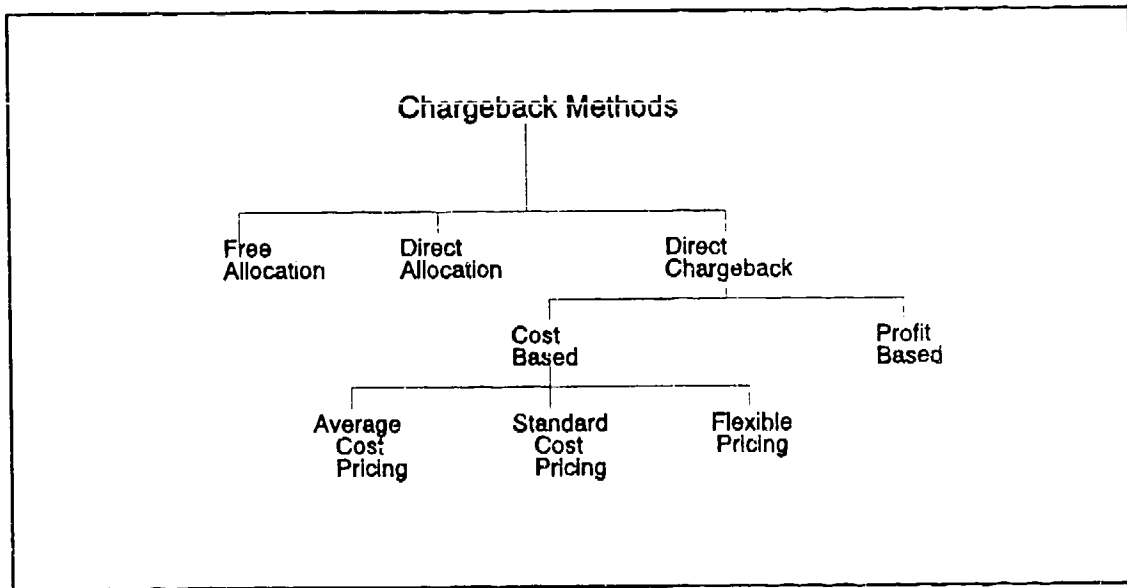 Chargeback Methods
Free
Allocation
Direct
Allocation
Direct
Chargeback
Cost
Based
Profit
Based
Average
Cost
Pricing
Standard
Cost
Pricing
Flexible
Pricing